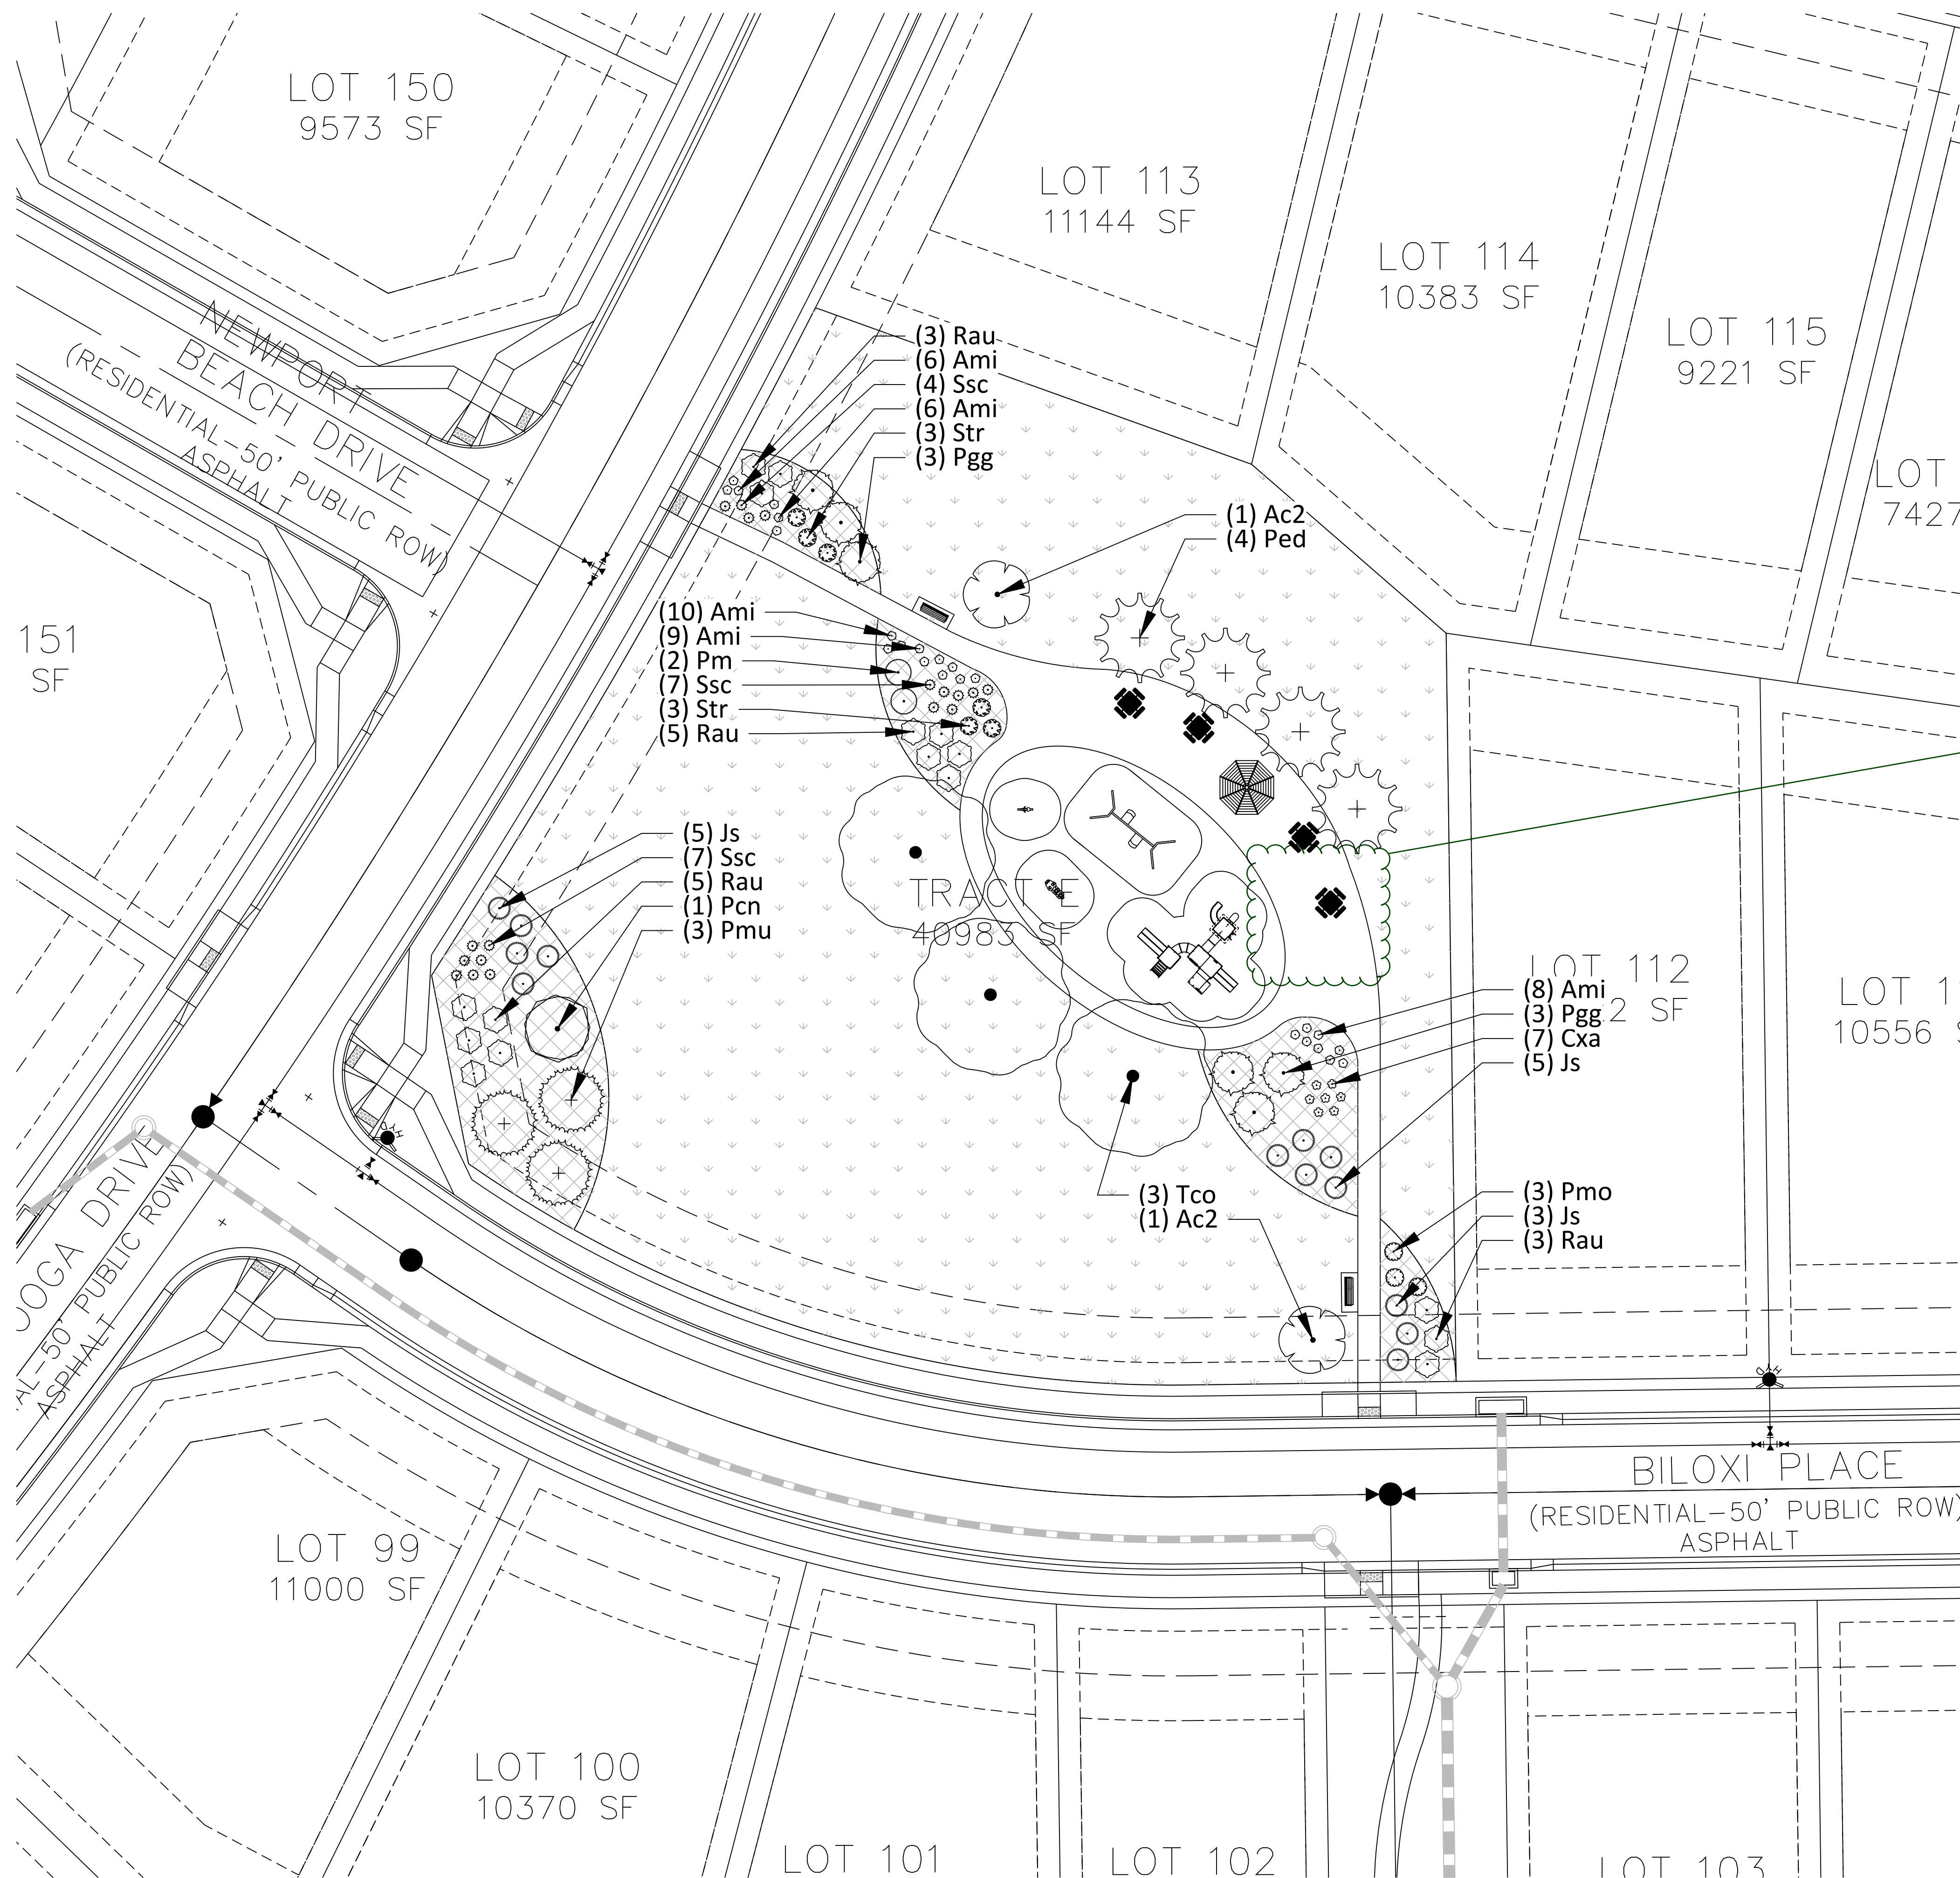 LOT 150
9573 SF
LOT 113
11144 SF
LOT 114
10383 SF
LOT 115
9221 SF
LOT
7427
NEWPORT
BEACH DRIVE
(RESIDENTIAL-50' PUBLIC ROW)
ASPHALT
(3) Rau
(6) Ami
(4) Ssc
(6) Ami
(3) Str
(3) Pgg
(1) Ac2
(4) Ped
151
SF
(10) Ami
(9) Ami
(2) Pm
(7) Ssc
(3) Str
(5) Rau
(5) Js
(7) Ssc
(5) Rau
(1) Pcn
(3) Pmu
TRACT E
40983 SF
LOT 112
2 SF
(8) Ami
(3) Pgg
(7) Cxa
(5) Js
LOT 1
10556
(3) Tco
(1) Ac2
(3) Pmo
(3) Js
(3) Rau
OOGA DRIVE
AL-50' PUBLIC ROW)
ASPHALT
BILOXI PLACE
(RESIDENTIAL-50' PUBLIC ROW)
ASPHALT
LOT 99
11000 SF
LOT 100
10370 SF
LOT 101
LOT 102
LOT 103